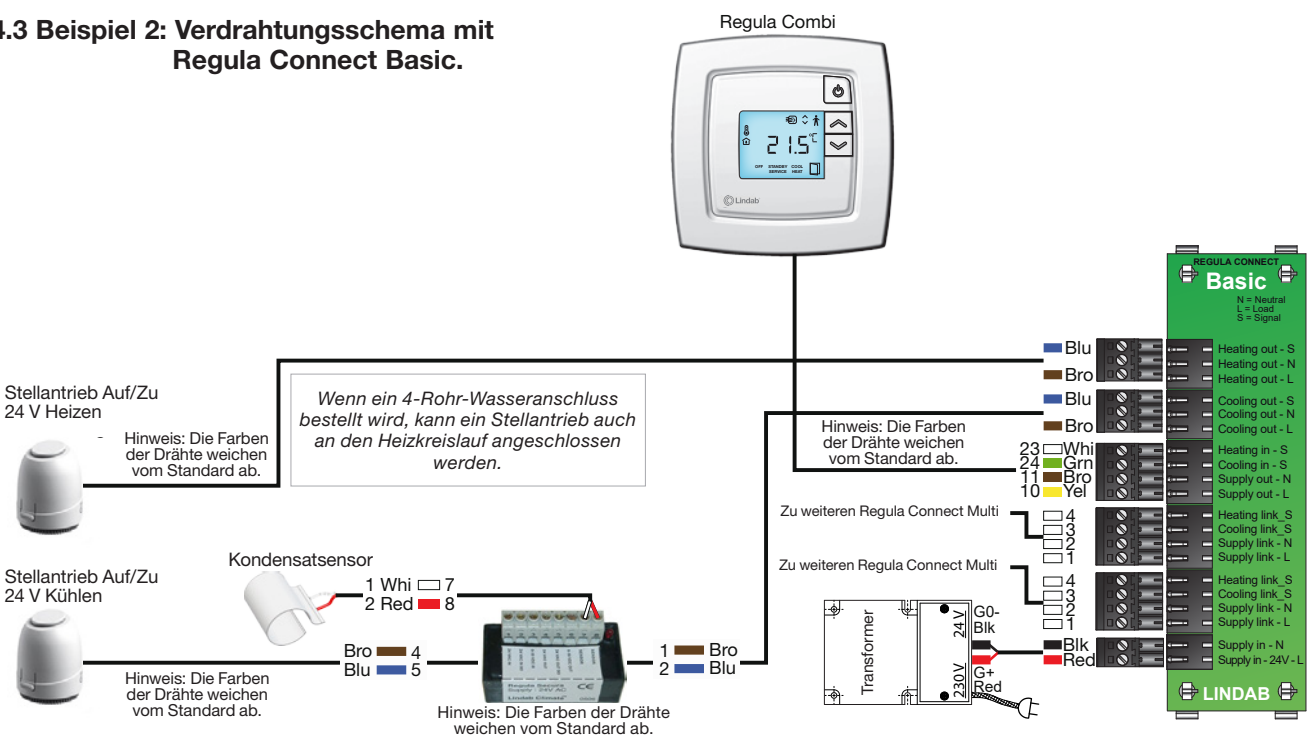 4.3 Beispiel 2: Verdrahtungsschema mit
Regula Connect Basic.
Regula Combi
21.5°C
OFF STANDBY COOL
SERVICE HEAT
Lindab
REGULA CONNECT
Basic
N = Neutral
L = Load
S = Signal
Blu
Bro
Heating out - S
Heating out - N
Heating out - L
Blu
Bro
Cooling out - S
Cooling out - N
Cooling out - L
Stellantrieb Auf/Zu
24 V Heizen
Hinweis: Die Farben
der Drähte weichen
vom Standard ab.
Wenn ein 4-Rohr-Wasseranschluss
bestellt wird, kann ein Stellantrieb auch
an den Heizkreislauf angeschlossen
werden.
Hinweis: Die Farben
der Drähte weichen
vom Standard ab.
23 Whi
24 Grn
11 Bro
10 Yel
Heating in - S
Cooling in - S
Supply out - N
Supply out - L
Zu weiteren Regula Connect Multi
4
3
2
1
Heating link_S
Cooling link_S
Supply link - N
Supply link - L
Zu weiteren Regula Connect Multi
4
3
2
1
Heating link_S
Cooling link_S
Supply link - N
Supply link - L
Stellantrieb Auf/Zu
24 V Kühlen
Kondensatsensor
1 Whi 7
2 Red 8
Bro 4
Blu 5
1 Bro
2 Blu
Regula Secura
Supply : 24V AC
Lindab Climate
CE
Hinweis: Die Farben
der Drähte weichen
vom Standard ab.
Hinweis: Die Farben der Drähte
weichen vom Standard ab.
Transformer
24 V
230V
G0-
Blk
G+
Red
Blk
Red
Supply in - N
Supply in - 24V - L
LINDAB